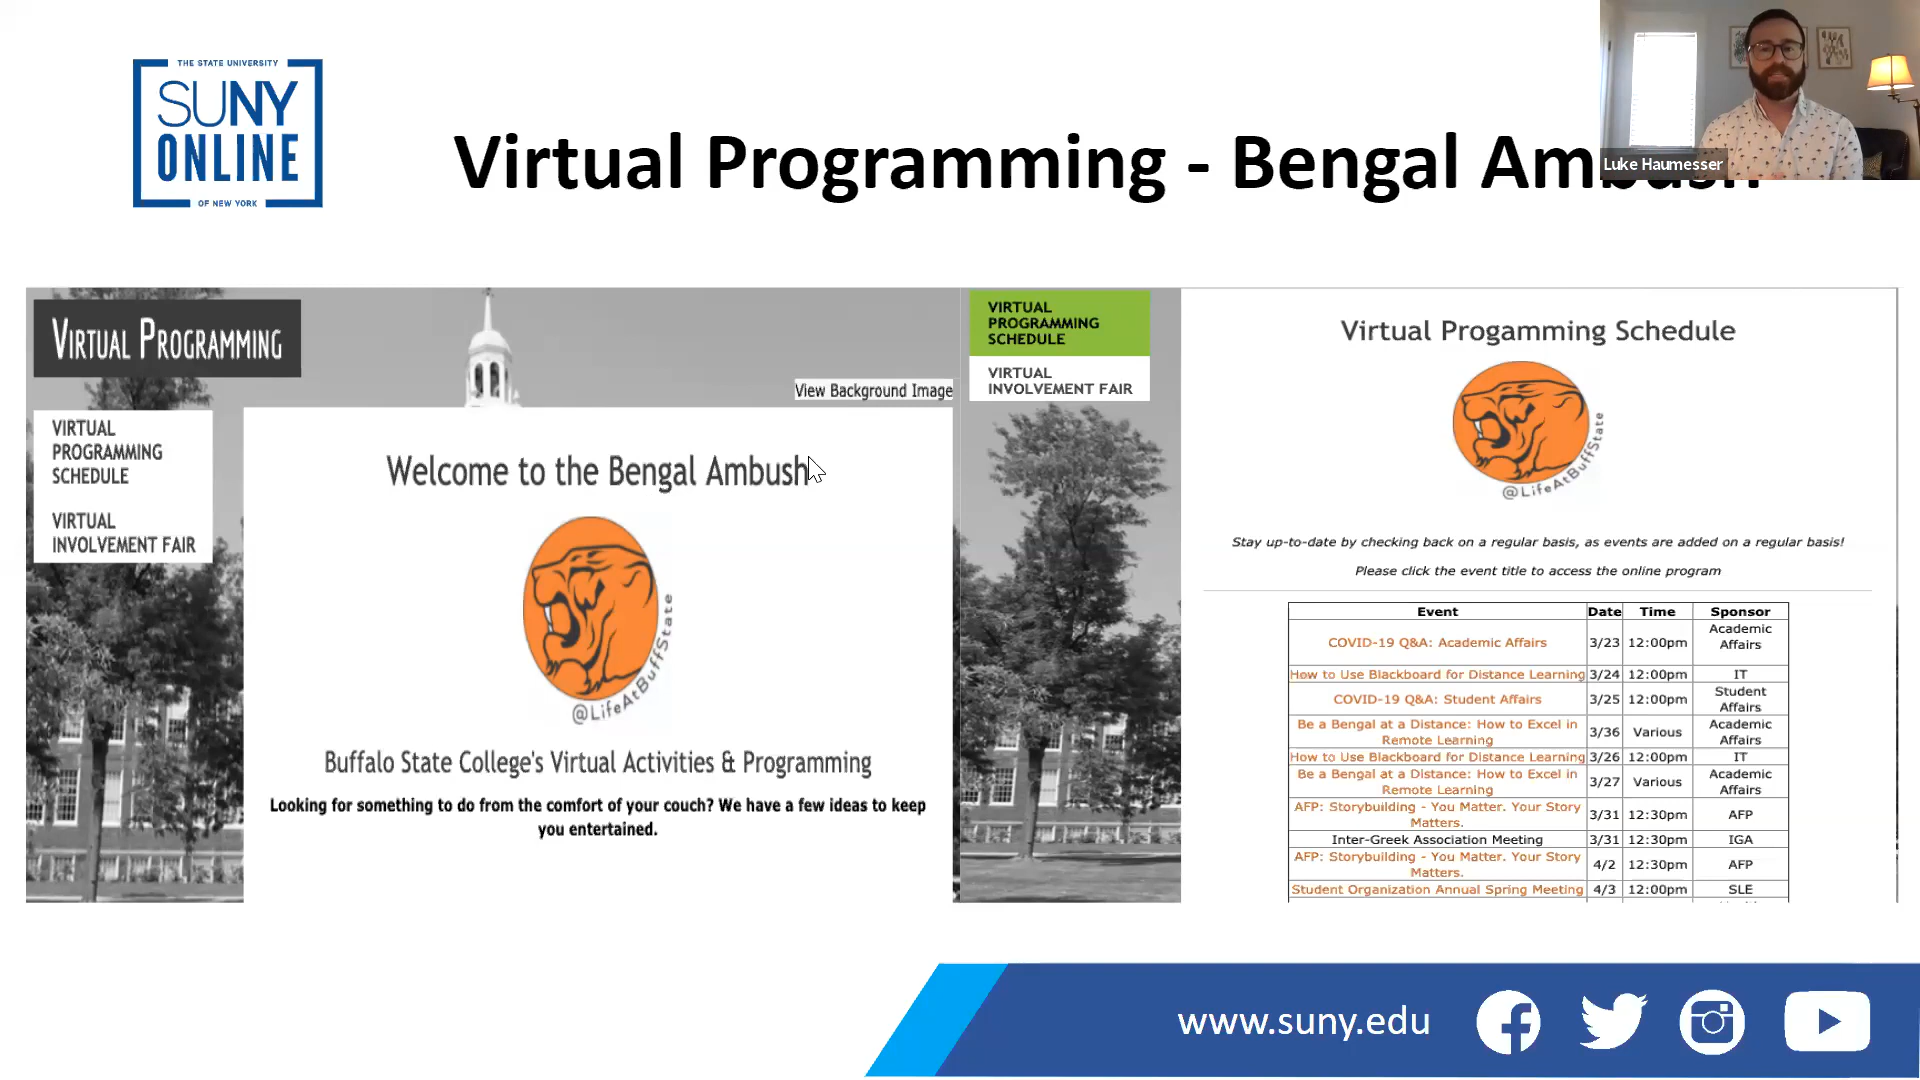 THE STATE UNIVERSITY
SUNY
ONLINE
OF NEW YORK
Virtual Programming - Bengal Ambush
Luke Haumesser
VIRTUAL PROGRAMMING
View Background Image
VIRTUAL
PROGRAMMING
SCHEDULE
VIRTUAL
INVOLVEMENT FAIR
Welcome to the Bengal Ambush
@LifeAtBuffState
Buffalo State College's Virtual Activities & Programming
Looking for something to do from the comfort of your couch? We have a few ideas to keep
you entertained.
VIRTUAL
PROGRAMMING
SCHEDULE
VIRTUAL
INVOLVEMENT FAIR
Virtual Progamming Schedule
@LifeAtBuffState
Stay up-to-date by checking back on a regular basis, as events are added on a regular basis!
Please click the event title to access the online program
Event Date Time Sponsor
COVID-19 Q&A: Academic Affairs 3/23 12:00pm Academic
Affairs
How to Use Blackboard for Distance Learning 3/24 12:00pm IT
COVID-19 Q&A: Student Affairs 3/25 12:00pm Student
Affairs
Be a Bengal at a Distance: How to Excel in
Remote Learning 3/36 Various Academic
Affairs
How to Use Blackboard for Distance Learning 3/26 12:00pm IT
Be a Bengal at a Distance: How to Excel in
Remote Learning 3/27 Various Academic
Affairs
AFP: Storybuilding - You Matter. Your Story
Matters. 3/31 12:30pm AFP
Inter-Greek Association Meeting 3/31 12:30pm IGA
AFP: Storybuilding - You Matter. Your Story
Matters. 4/2 12:30pm AFP
Student Organization Annual Spring Meeting 4/3 12:00pm SLE
www.suny.edu